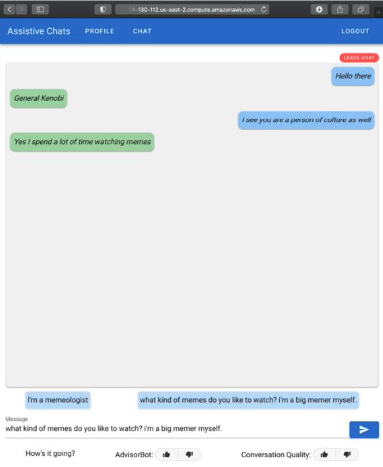 -130-112.us-east-2.compute.amazonaws.com
Assistive Chats PROFILE CHAT LOGOUT
LEAVE CHAT
Hello there
General Kenobi
I see you are a person of culture as well
Yes I spend a lot of time watching memes
I'm a memeologist
what kind of memes do you like to watch? i'm a big memer myself.
Message
what kind of memes do you like to watch? i'm a big memer myself.
How's it going? AdvisorBot: Conversation Quality: